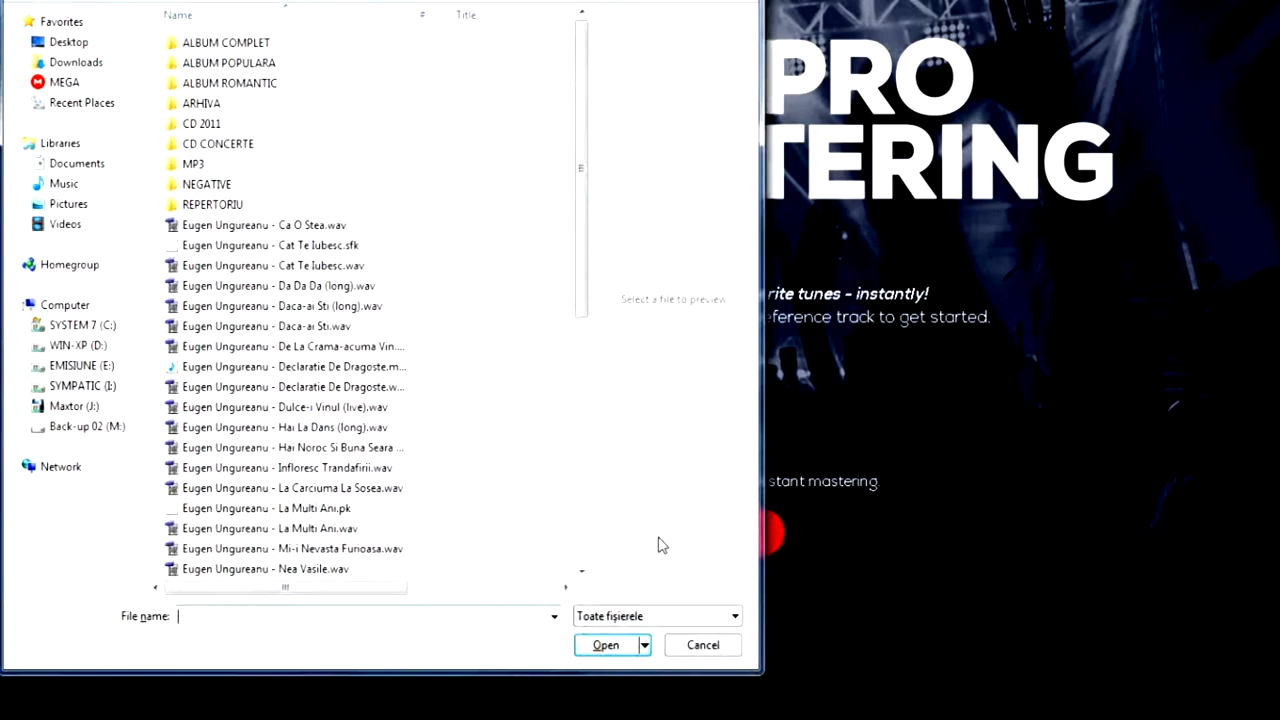 Name
#
Title
Favorites
Desktop
Downloads
MEGA
Recent Places
Libraries
Documents
Music
Pictures
Videos
Homegroup
Computer
SYSTEM 7 (C:)
WIN-XP (D:)
EMISIUNE (E:)
SYMPATIC (I:)
Maxtor (J:)
Back-up 02 (M:)
Network
ALBUM COMPLET
ALBUM POPULARA
ALBUM ROMANTIC
ARHIVA
CD 2011
CD CONCERTE
MP3
NEGATIVE
REPERTORIU
Eugen Ungureanu - Ca O Stea.wav
Eugen Ungureanu - Cat Te Iubesc.sfk
Eugen Ungureanu - Cat Te Iubesc.wav
Eugen Ungureanu - Da Da Da (long).wav
Eugen Ungureanu - Daca-ai Sti (long).wav
Eugen Ungureanu - Daca-ai Sti.wav
Eugen Ungureanu - De La Crama-acuma Vin....
Eugen Ungureanu - Declaratie De Dragoste.m...
Eugen Ungureanu - Declaratie De Dragoste.w...
Eugen Ungureanu - Dulce-i Vinul (live).wav
Eugen Ungureanu - Hai La Dans (long).wav
Eugen Ungureanu - Hai Noroc Si Buna Seara ...
Eugen Ungureanu - Infloresc Trandafirii.wav
Eugen Ungureanu - La Carciuma La Sosea.wav
Eugen Ungureanu - La Multi Ani.pk
Eugen Ungureanu - La Multi Ani.wav
Eugen Ungureanu - Mi-i Nevasta Furioasa.wav
Eugen Ungureanu - Nea Vasile.wav
Select a file to preview.
File name:
Toate fişierele
Open
Cancel
PRO
TERING
rite tunes - instantly!
ference track to get started.
stant mastering.